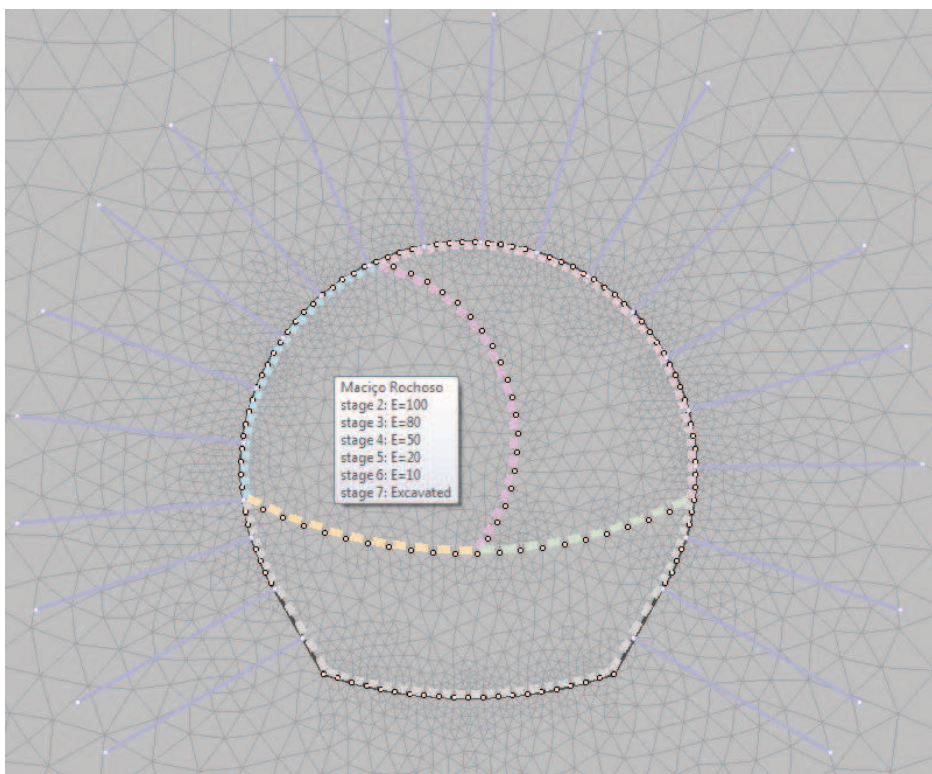 Maciço Rochoso
stage 2: E=100
stage 3: E=80
stage 4: E=50
stage 5: E=20
stage 6: E=10
stage 7: Excavated